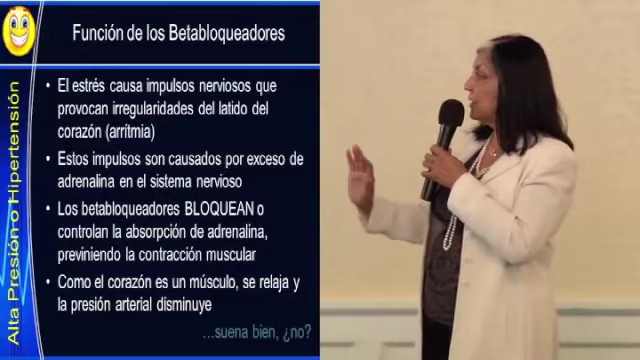 Función de los Betabloqueadores
• El estrés causa impulsos nerviosos que
provocan irregularidades del latido del
corazón (arrítmia)
• Estos impulsos son causados por exceso de
adrenalina en el sistema nervioso
• Los betabloqueadores BLOQUEAN o
controlan la absorpción de adrenalina,
previniendo la contracción muscular
• Como el corazón es un músculo, se relaja y
la presión arterial disminuye
...suena bien, ¿no?
Alta Presión o Hipertensión